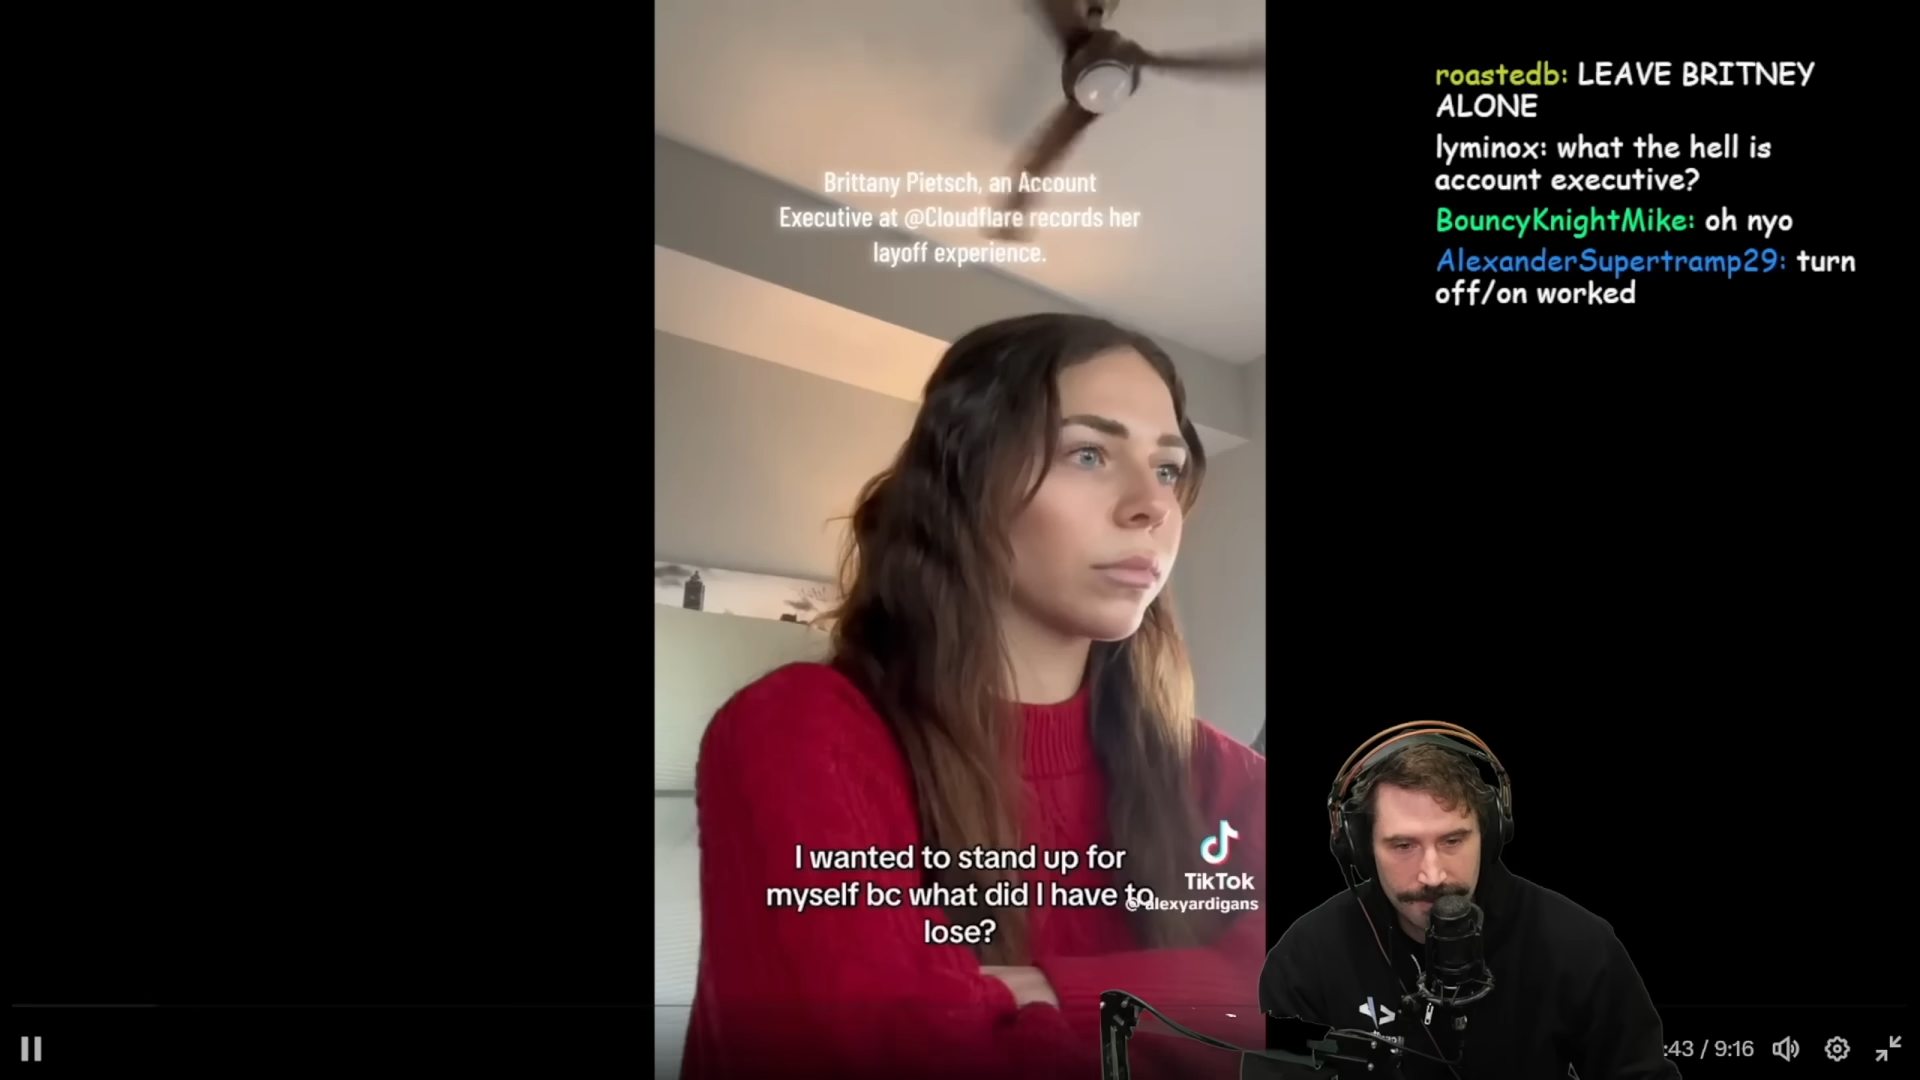 Brittany Pietsch, an Account
Executive at @Cloudflare records her
layoff experience.
I wanted to stand up for
myself bc what did I have to
lose?
TikTok
@alexyardigans
roastedb: LEAVE BRITNEY
ALONE
lyminox: what the hell is
account executive?
BouncyKnightMike: oh nyo
AlexanderSupertramp29: turn
off/on worked
:43 / 9:16